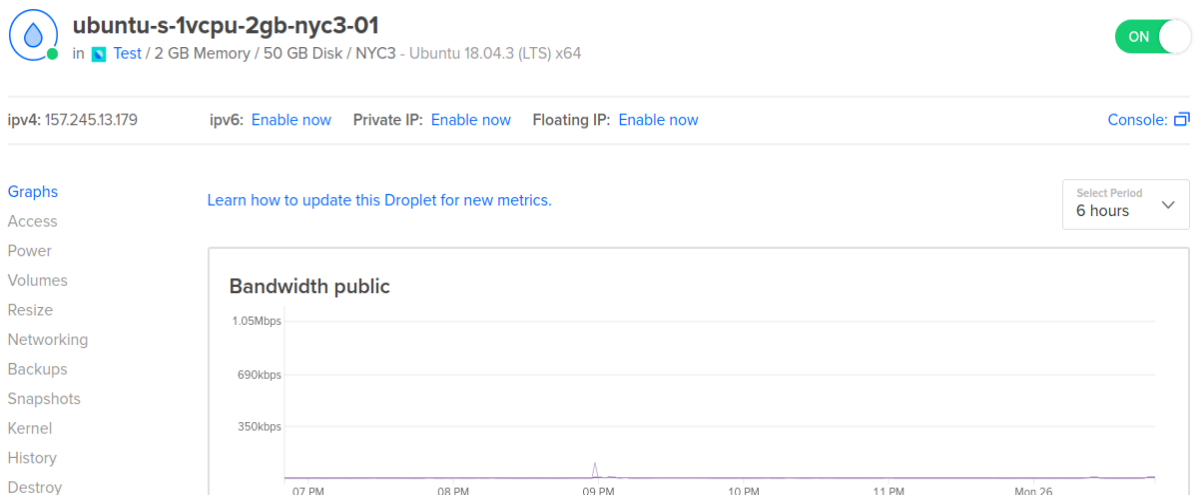 ubuntu-s-1vcpu-2gb-nyc3-01
in Test / 2 GB Memory / 50 GB Disk / NYC3 - Ubuntu 18.04.3 (LTS) x64
ON
ipv4: 157.245.13.179 ipv6: Enable now Private IP: Enable now Floating IP: Enable now Console:
Graphs
Access
Power
Volumes
Resize
Networking
Backups
Snapshots
Kernel
History
Destroy
Learn how to update this Droplet for new metrics.
Select Period
6 hours
Bandwidth public
1.05Mbps
690kbps
350kbps
07 PM 08 PM 09 PM 10 PM 11 PM Mon 26